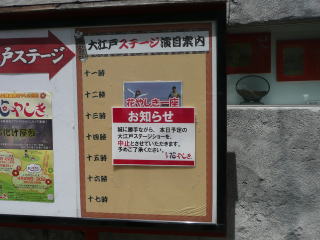 戸ステージ
大江戸ステージ演目案内
十一時
十二時
十三時
十四時
十五時
十六時
十七時
花やしき一座
お知らせ
誠に勝手ながら、本日予定の
大江戸ステージショーを、
中止とさせていただきます。
予めご了承ください。
花やしき
花やしき
お化け屋敷